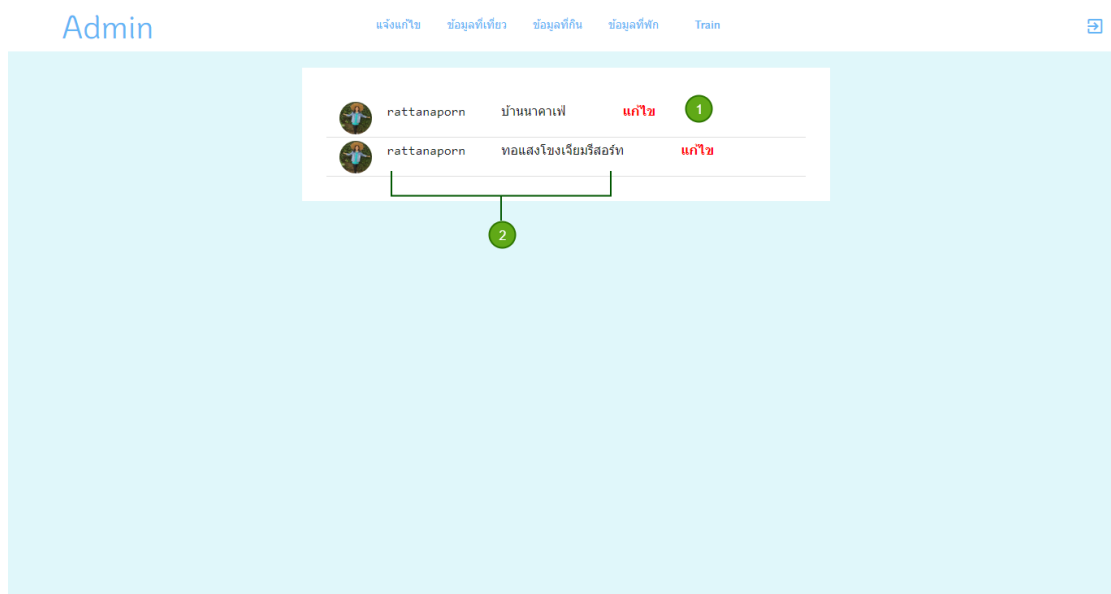 Admin แจ้งแก้ไข ข้อมูลที่เที่ยว ข้อมูลที่กิน ข้อมูลที่พัก Train
rattanaporn บ้านนาคาเฟ่ แก้ไข 1
rattanaporn ทอแสงโขงเจียมรีสอร์ท แก้ไข
2